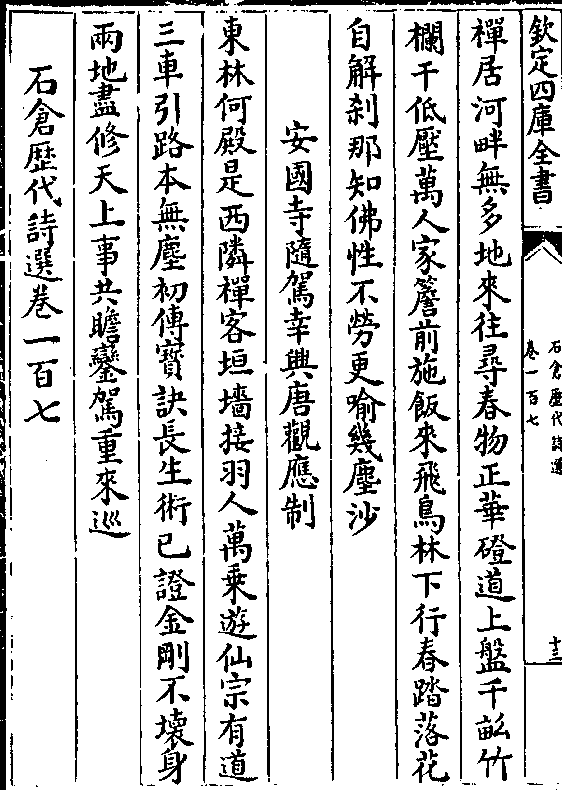 欽定四庫全書
石倉歷代詩選
卷一百七
十三
禪居河畔無多地來往尋春物正華磴道上盤千畝竹
欄干低壓萬人家簷前施飯來飛鳥林下行春踏落花
自解刹那知佛性不勞更喻幾塵沙
安國寺隨駕幸興唐觀應制
東林何殿是西隣禪客垣墻接羽人萬乗遊仙宗有道
三車引路本無塵初傳寳訣長生術已證金剛不壊身
兩地盡修天上事共瞻鑾駕重來巡
石倉歷代詩選卷一百七